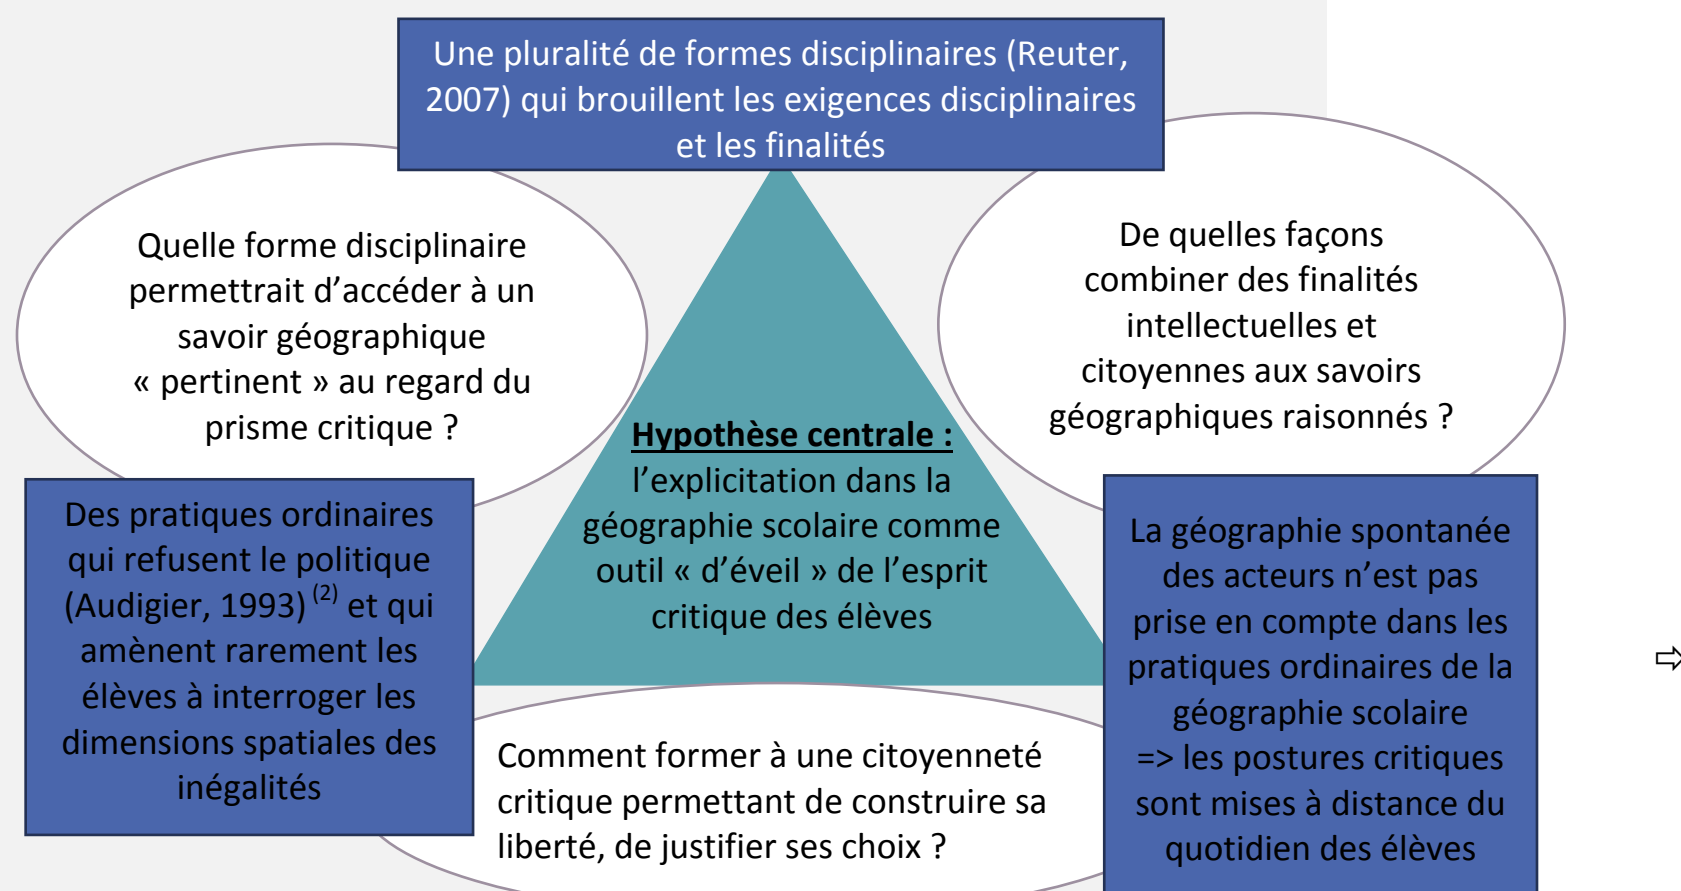 Une pluralité de formes disciplinaires (Reuter,
2007) qui brouillent les exigences disciplinaires
et les finalités
Quelle forme disciplinaire
permettrait d’accéder à un
savoir géographique
« pertinent » au regard du
prisme critique ?
De quelles façons
combiner des finalités
intellectuelles et
citoyennes aux savoirs
géographiques raisonnés ?
Hypothèse centrale :
l’explicitation dans la
géographie scolaire comme
outil « d’éveil » de l’esprit
critique des élèves
Des pratiques ordinaires
qui refusent le politique
(Audigier, 1993) (2) et qui
amènent rarement les
élèves à interroger les
dimensions spatiales des
inégalités
La géographie spontanée
des acteurs n’est pas
prise en compte dans les
pratiques ordinaires de la
géographie scolaire
=> les postures critiques
sont mises à distance du
quotidien des élèves
Comment former à une citoyenneté
critique permettant de construire sa
liberté, de justifier ses choix ?